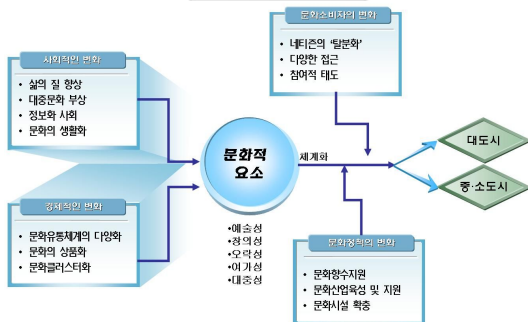 문화소비자의 변화
• 네티즌의 '탈분화'
• 다양한 접근
• 참여적 태도
사회적인 변화
• 삶의 질 향상
• 대중문화 부상
• 정보화 사회
• 문화의 생활화
문화적
요소
세계화
대도시
중·소도시
경제적인 변화
• 문화유통체계의 다양화
• 문화의 상품화
• 문화클러스터화
•예술성
•창의성
•오락성
•여가성
•대중성
문화정책의 변화
• 문화향수지원
• 문화산업육성 및 지원
• 문화시설 확충